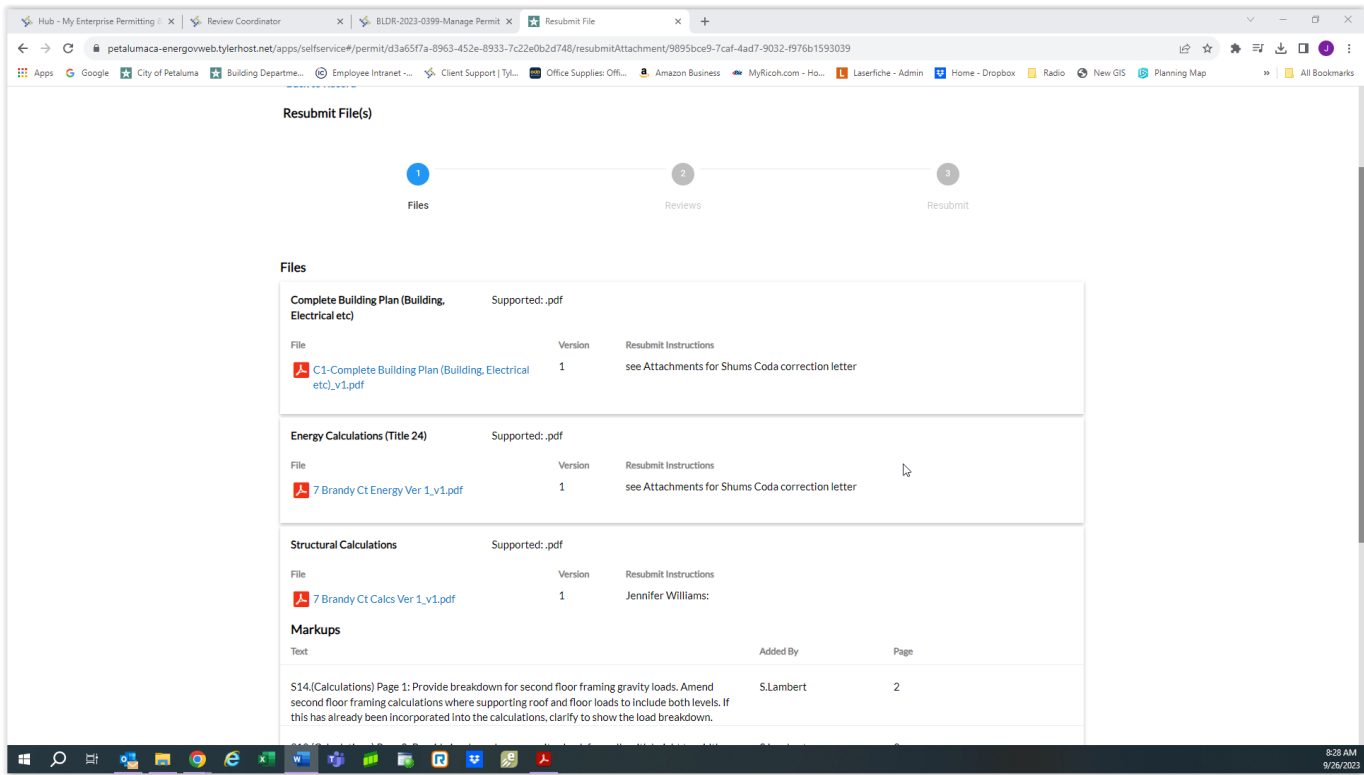 Hub - My Enterprise Permitting &
Review Coordinator
BLDR-2023-0399-Manage Permit
Resubmit File
petalumaca-energovweb.tylerhost.net/apps/selfservice#/permit/d3a65f7a-8963-452e-8933-7c22e0b2d748/resubmitAttachment/9895bce9-7caf-4ad7-9032-f976b1593039
Apps
Google
City of Petaluma
Building Departme...
Employee Intranet -...
Client Support | Tyl...
Office Supplies: Offi...
Amazon Business
MyRicoh.com - Ho...
Laserfiche - Admin
Home - Dropbox
Radio
New GIS
Planning Map
»
All Bookmarks
Back to Record
Resubmit File(s)
1
2
3
Files
Reviews
Resubmit
Files
Complete Building Plan (Building, Electrical etc)
Supported: .pdf
File
Version
Resubmit Instructions
C1-Complete Building Plan (Building, Electrical etc)_v1.pdf
1
see Attachments for Shums Coda correction letter
Energy Calculations (Title 24)
Supported: .pdf
File
Version
Resubmit Instructions
7 Brandy Ct Energy Ver 1_v1.pdf
1
see Attachments for Shums Coda correction letter
Structural Calculations
Supported: .pdf
File
Version
Resubmit Instructions
7 Brandy Ct Calcs Ver 1_v1.pdf
1
Jennifer Williams:
Markups
Text
Added By
Page
S14.(Calculations) Page 1: Provide breakdown for second floor framing gravity loads. Amend
second floor framing calculations where supporting roof and floor loads to include both levels. If
this has already been incorporated into the calculations, clarify to show the load breakdown.
S.Lambert
2
8:28 AM
9/26/2023